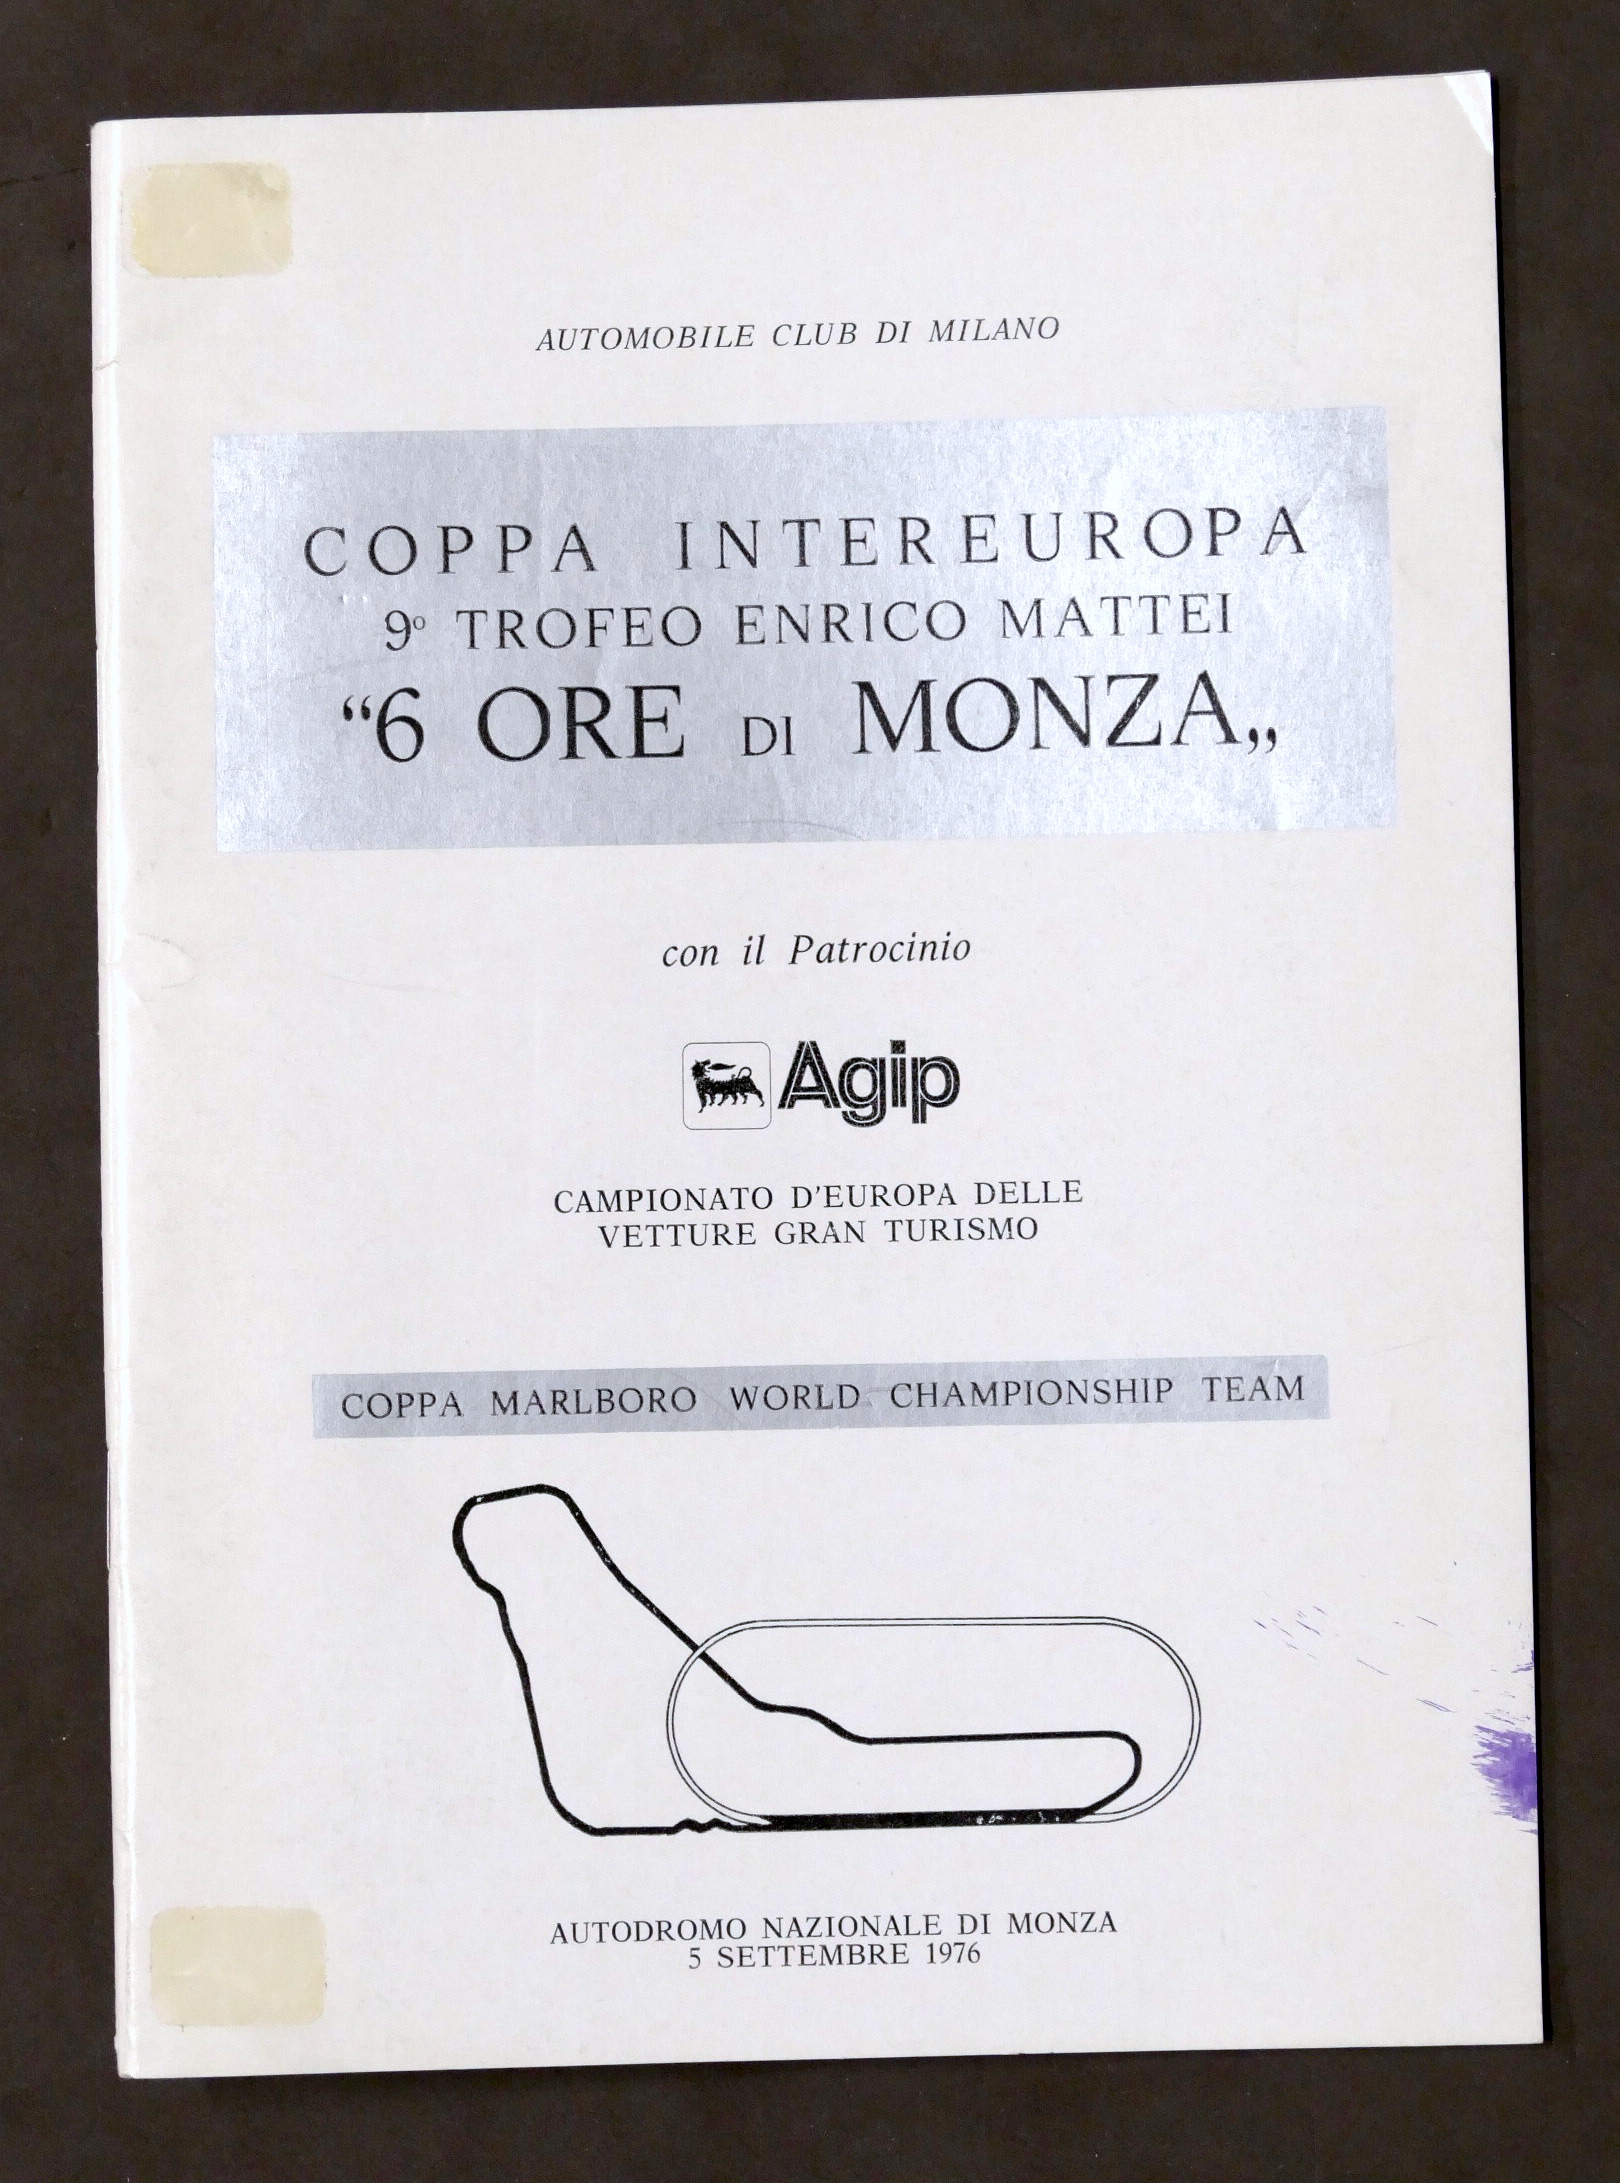 AUTOMOBILE CLUB DI MILANO
COPPA INTEREUROPA
9º TROFEO ENRICO MATTEI
“6 ORE DI MONZA„
con il Patrocinio
Agip
CAMPIONATO D'EUROPA DELLE
VETTURE GRAN TURISMO
COPPA MARLBORO WORLD CHAMPIONSHIP TEAM
AUTODROMO NAZIONALE DI MONZA
5 SETTEMBRE 1976